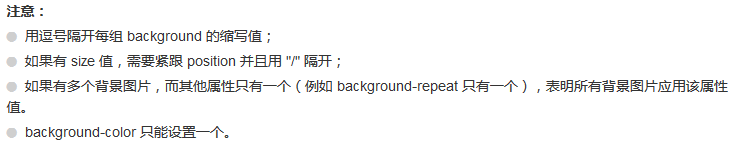 注意：
用逗号隔开每组 background 的缩写值；
如果有 size 值，需要紧跟 position 并且用 "/" 隔开；
如果有多个背景图片，而其他属性只有一个（例如 background-repeat 只有一个），表明所有背景图片应用该属性
值。
background-color 只能设置一个。